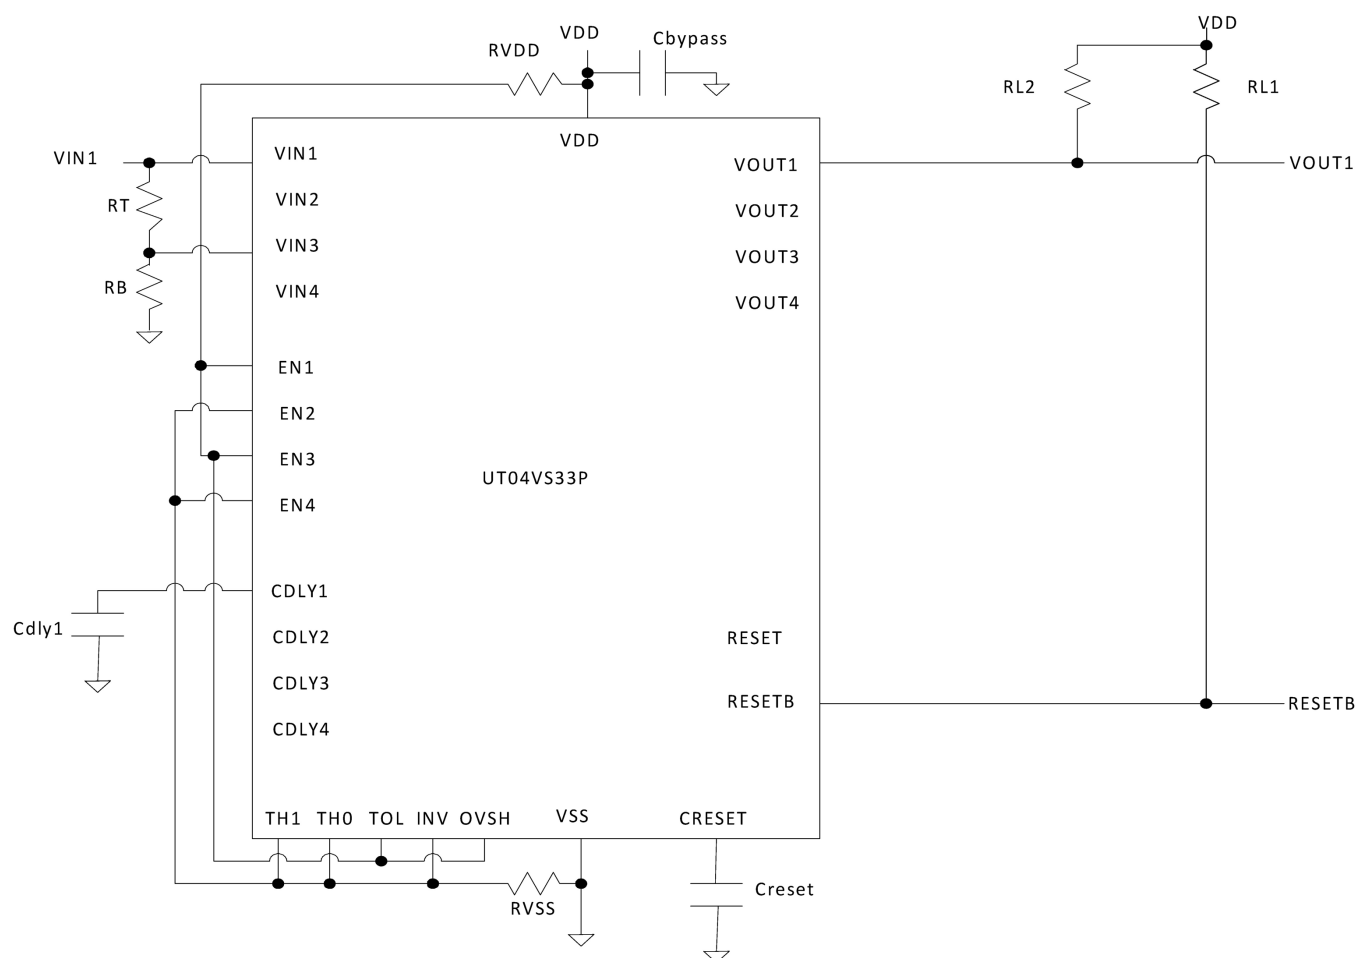 VDD
VDD
Cbypass
RVDD
RL2
RL1
VDD
VIN1
VIN1
VOUT1
VOUT1
RT
VIN2
VOUT2
VIN3
VOUT3
RB
VIN4
VOUT4
EN1
EN2
EN3
UT04VS33P
EN4
CDLY1
Cdly1
CDLY2
RESET
CDLY3
RESETB
RESETB
CDLY4
TH1
TH0
TOL
INV
OVSH
VSS
CRESET
Creset
RVSS